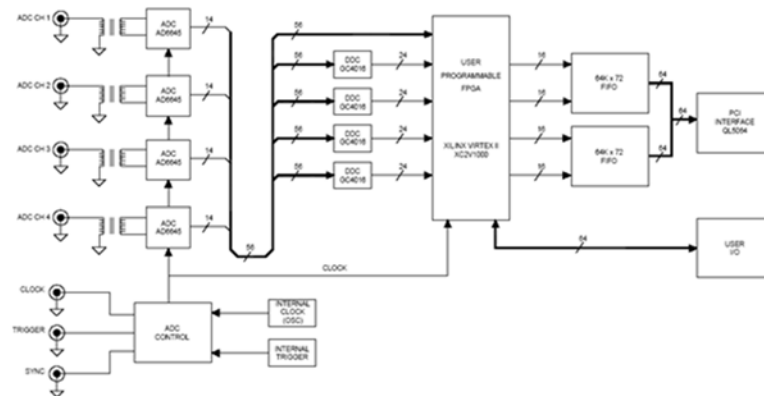 ADC CH 1
ADC
AD6645
14
ADC CH 2
ADC
AD6645
14
ADC CH 3
ADC
AD6645
14
ADC CH 4
ADC
AD6645
14
56
56
56
DDC
GC4016
24
56
DDC
GC4016
24
56
DDC
GC4016
24
56
DDC
GC4016
24
USER
PROGRAMMABLE
FPGA
XILINX VIRTEX II
XC2V1000
16
16
16
16
64K x 72
FIFO
64
64K x 72
FIFO
64
64
PCI
INTERFACE
QL5064
64
USER
I/O
CLOCK
CLOCK
TRIGGER
SYNC
ADC
CONTROL
INTERNAL
CLOCK
(OSC)
INTERNAL
TRIGGER